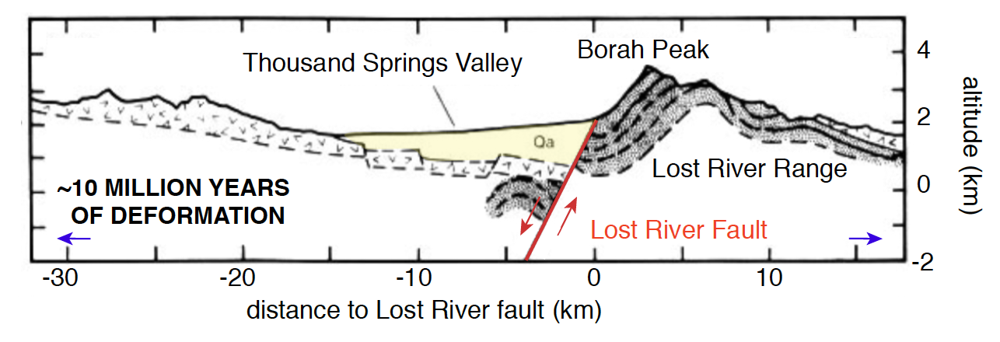 Thousand Springs Valley
Borah Peak
Qa
Lost River Range
~10 MILLION YEARS
OF DEFORMATION
Lost River Fault
4
2
0
-2
altitude (km)
-30 -20 -10 0 10
distance to Lost River fault (km)